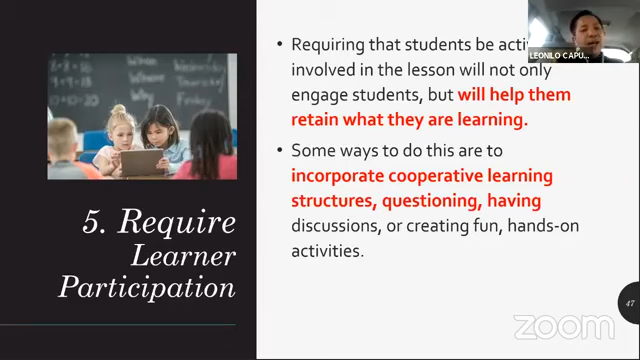 • Requiring that students be
involved in the lesson will not only
engage students, but will help them
retain what they are learning.
• Some ways to do this are to
incorporate cooperative learning
structures, questioning, having
discussions, or creating fun, hands-on
activities.
5. Require
Learner
Participation
LEONILO CAPU...
47
zoom